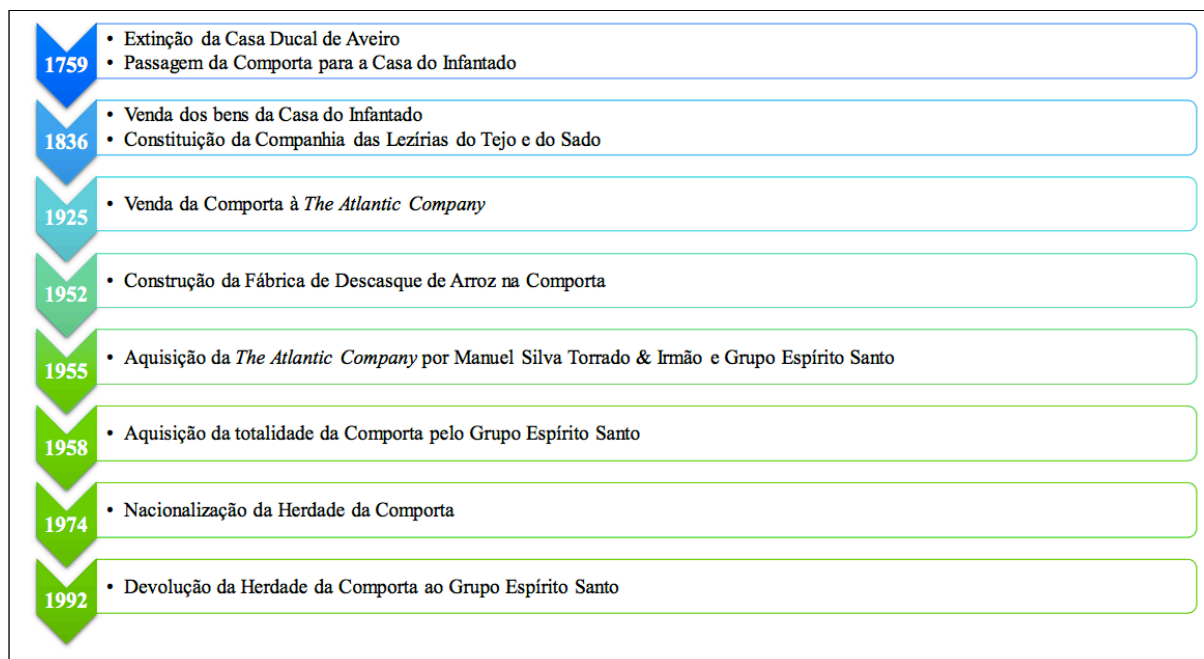 1759
• Extinção da Casa Ducal de Aveiro
• Passagem da Comporta para a Casa do Infantado
1836
• Venda dos bens da Casa do Infantado
• Constituição da Companhia das Lezírias do Tejo e do Sado
1925
• Venda da Comporta à The Atlantic Company
1952
• Construção da Fábrica de Descasque de Arroz na Comporta
1955
• Aquisição da The Atlantic Company por Manuel Silva Torrado & Irmão e Grupo Espírito Santo
1958
• Aquisição da totalidade da Comporta pelo Grupo Espírito Santo
1974
• Nacionalização da Herdade da Comporta
1992
• Devolução da Herdade da Comporta ao Grupo Espírito Santo